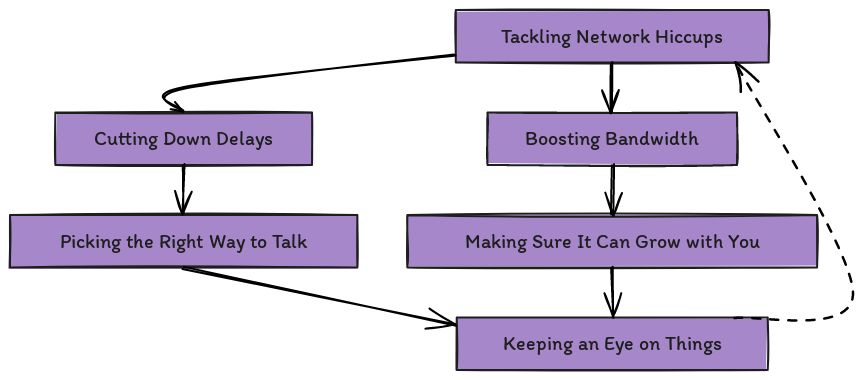 Tackling Network Hiccups
Cutting Down Delays
Boosting Bandwidth
Picking the Right Way to Talk
Making Sure It Can Grow with You
Keeping an Eye on Things